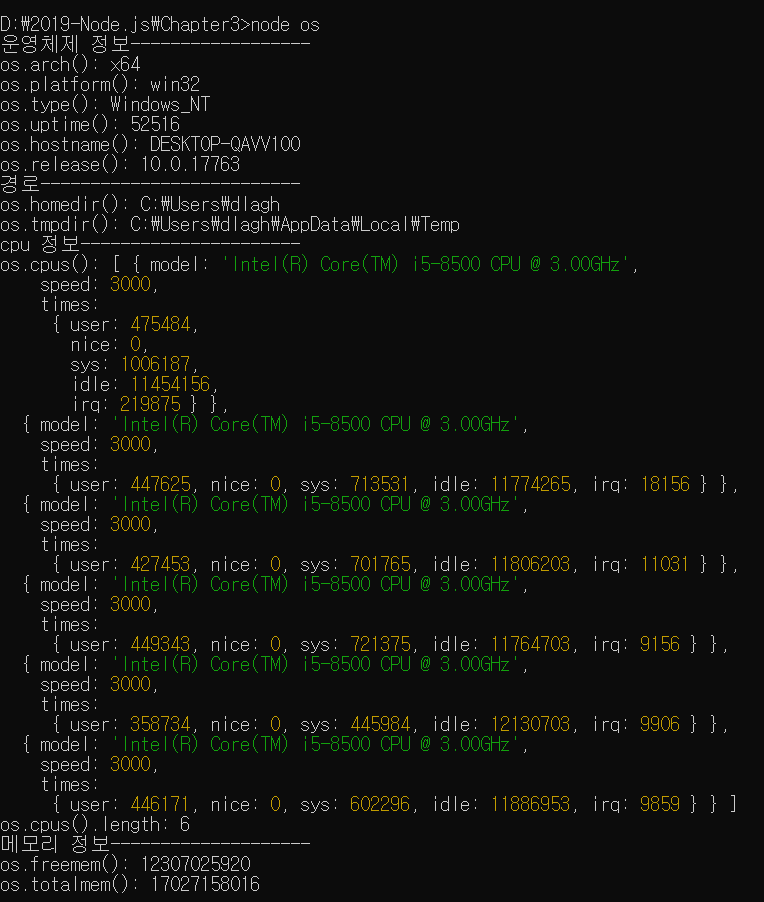 D:\2019-Node.js\Chapter3>node os
운영체제 정보------------------
os.arch(): x64
os.platform(): win32
os.type(): Windows_NT
os.uptime(): 52516
os.hostname(): DESKTOP-QAVV100
os.release(): 10.0.17763
경로--------------------------
os.homedir(): C:\Users\dlagh
os.tmpdir(): C:\Users\dlagh\AppData\Local\Temp
cpu 정보----------------------
os.cpus(): [ { model: 'Intel(R) Core(TM) i5-8500 CPU @ 3.00GHz',
speed: 3000,
times:
{ user: 475484,
nice: 0,
sys: 1006187,
idle: 11454156,
irq: 219875 } },
{ model: 'Intel(R) Core(TM) i5-8500 CPU @ 3.00GHz',
speed: 3000,
times:
{ user: 447625, nice: 0, sys: 713531, idle: 11774265, irq: 18156 } },
{ model: 'Intel(R) Core(TM) i5-8500 CPU @ 3.00GHz',
speed: 3000,
times:
{ user: 427453, nice: 0, sys: 701765, idle: 11806203, irq: 11031 } },
{ model: 'Intel(R) Core(TM) i5-8500 CPU @ 3.00GHz',
speed: 3000,
times:
{ user: 449343, nice: 0, sys: 721375, idle: 11764703, irq: 9156 } },
{ model: 'Intel(R) Core(TM) i5-8500 CPU @ 3.00GHz',
speed: 3000,
times:
{ user: 358734, nice: 0, sys: 445984, idle: 12130703, irq: 9906 } },
{ model: 'Intel(R) Core(TM) i5-8500 CPU @ 3.00GHz',
speed: 3000,
times:
{ user: 446171, nice: 0, sys: 602296, idle: 11886953, irq: 9859 } } ]
os.cpus().length: 6
메모리 정보--------------------
os.freemem(): 12307025920
os.totalmem(): 17027158016